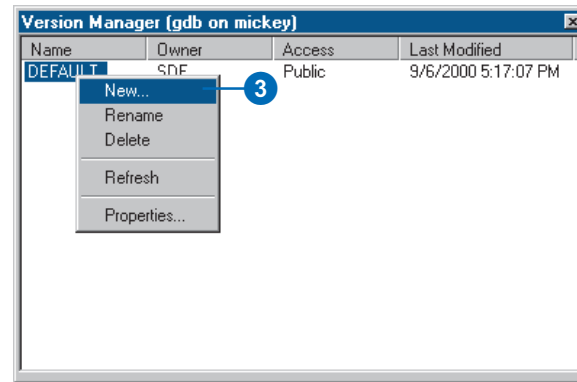 Version Manager (gdb on mickey)
Name Owner Access Last Modified
DEFAULT SDE Public 9/6/2000 5:17:07 PM
New... 3
Rename
Delete
Refresh
Properties...